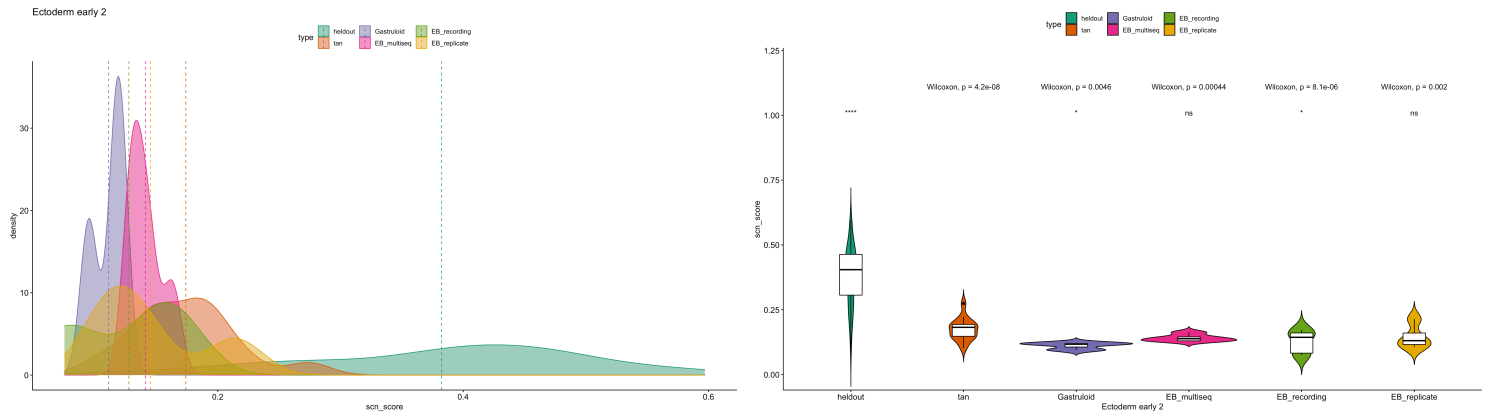 Ectoderm early 2
type
heldout
Gastruloid
EB_recording
tan
EB_multiseq
EB_replicate
density
30
20
10
0
0.2
0.4
0.6
scn_score
type
heldout
Gastruloid
EB_recording
tan
EB_multiseq
EB_replicate
scn_score
1.25
1.00
0.75
0.50
0.25
0.00
Wilcoxon, p = 4.2e-08
Wilcoxon, p = 0.0046
Wilcoxon, p = 0.00044
Wilcoxon, p = 8.1e-06
Wilcoxon, p = 0.002
****
*
ns
*
ns
heldout
tan
Gastruloid
EB_multiseq
EB_recording
EB_replicate
Ectoderm early 2